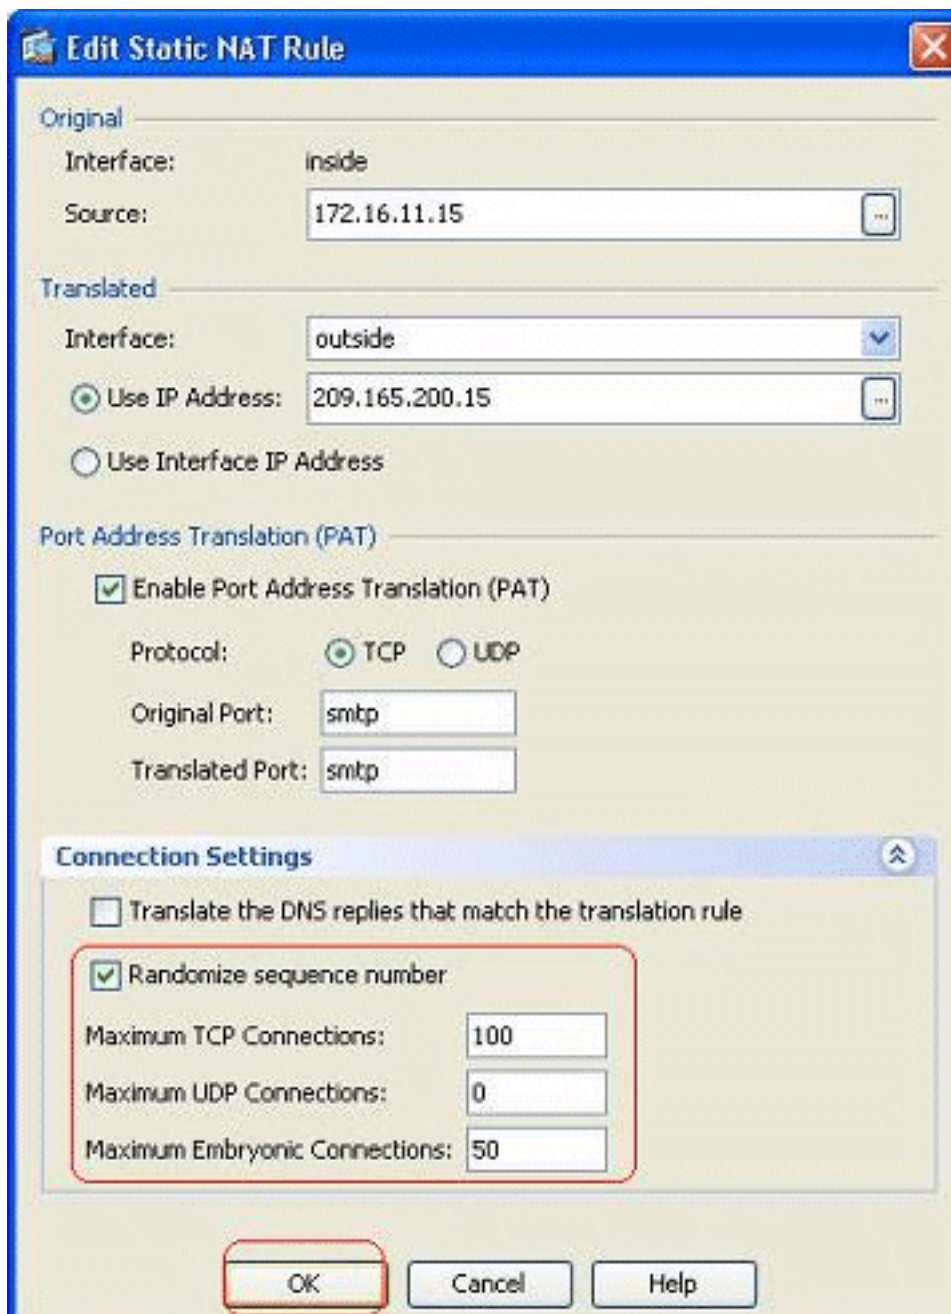 Edit Static NAT Rule
Original
Interface: inside
Source: 172.16.11.15 ...
Translated
Interface: outside
Use IP Address: 209.165.200.15 ...
Use Interface IP Address
Port Address Translation (PAT)
Enable Port Address Translation (PAT)
Protocol: TCP UDP
Original Port: smtp
Translated Port: smtp
Connection Settings
Translate the DNS replies that match the translation rule
Randomize sequence number
Maximum TCP Connections: 100
Maximum UDP Connections: 0
Maximum Embryonic Connections: 50
OK Cancel Help